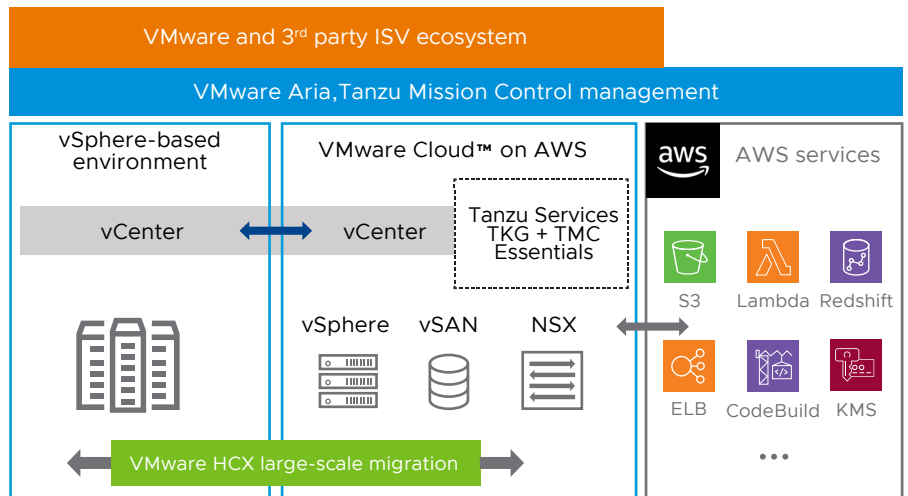 VMware and 3rd party ISV ecosystem
VMware Aria,Tanzu Mission Control management
vSphere-based
environment
VMware Cloud™ on AWS
aws
AWS services
vCenter
vCenter
Tanzu Services
TKG + TMC
Essentials
S3
Lambda
Redshift
vSphere
vSAN
NSX
ELB
CodeBuild
KMS
VMware HCX large-scale migration
...